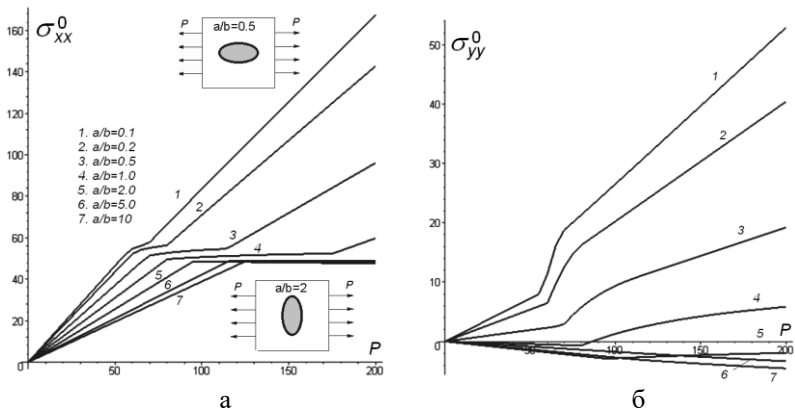 σ⁰xx
160
140
120
100
80
60
40
20
0
50
100
150
200
P
P a/b=0.5 P
1. a/b=0.1
2. a/b=0.2
3. a/b=0.5
4. a/b=1.0
5. a/b=2.0
6. a/b=5.0
7. a/b=10
1
2
3
4
5
6
7
P a/b=2 P
а
σ⁰yy
50
40
30
20
10
0
50
100
150
200
P
1
2
3
4
5
6
7
б